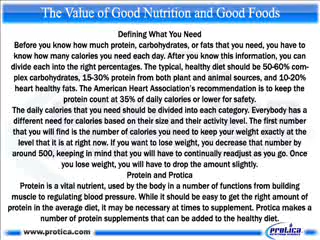 The Value of Good Nutrition and Good Foods
Defining What You Need
Before you know how much protein, carbohydrates, or fats that you need, you have to
know how many calories you need each day. After you know this information, you can
divide each into the right percentages. The typical, healthy diet should be 50-60% com-
plex carbohydrates, 15-30% protein from both plant and animal sources, and 10-20%
heart healthy fats. The American Heart Association's recommendation is to keep the
protein count at 35% of daily calories or lower for safety.
The daily calories that you need should be divided into each category. Everybody has a
different need for calories based on their size and their activity level. The first number
that you will find is the number of calories you need to keep your weight exactly at the
level that it is at right now. If you want to lose weight, you decrease that number by
around 500, keeping in mind that you will have to continually readjust as you go. Once
you lose weight, you will have to drop the amount slightly.
Protein and Protica
Protein is a vital nutrient, used by the body in a number of functions from building
muscle to regulating blood pressure. While it should be easy to get the right amount of
protein in the average diet, it may be necessary at times to supplement. Protica makes a
number of protein supplements that can be added to the healthy diet.
www.protica.com
protica